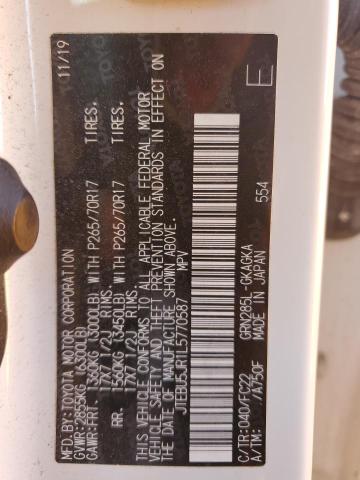 MFD. BY: TOYOTA MOTOR CORPORATION 11/19
GVWR: 2855KG (6300LB)
GAWR: FRT. 1360KG (3000LB) WITH P265/70R17 TIRES.
17X7 1/2J RIMS.
RR. 1560KG (3450LB) WITH P265/70R17 TIRES.
17X7 1/2J RIMS.
THIS VEHICLE CONFORMS TO ALL APPLICABLE FEDERAL MOTOR
VEHICLE SAFETY AND THEFT PREVENTION STANDARDS IN EFFECT ON
THE DATE OF MANUFACTURE SHOWN ABOVE.
JTEBU5JR1L5770587 MPV
E
C/TR: 040/FC22 GRN285L-GKAGKA
A/TM: /A750F MADE IN JAPAN
554